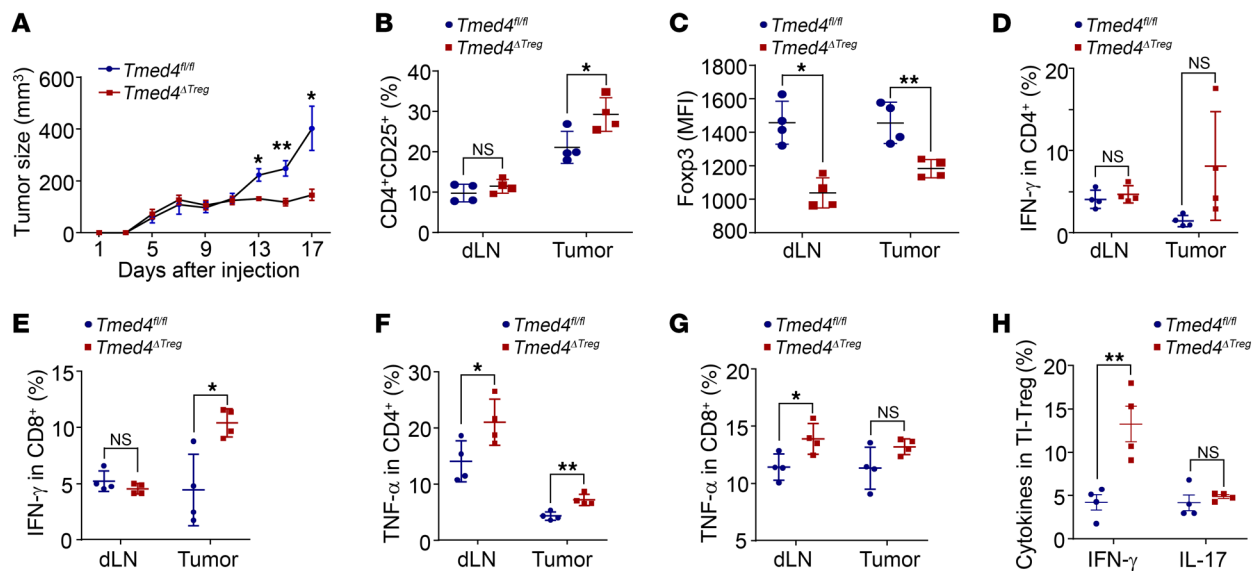 A
Tmed4fl/fl
Tmed4ΔTreg
Tumor size (mm3)
600
400
200
0
*
**
*
1
5
9
13
17
Days after injection
B
Tmed4fl/fl
Tmed4ΔTreg
CD4+CD25+ (%)
40
30
20
10
0
NS
*
dLN
Tumor
C
Tmed4fl/fl
Tmed4ΔTreg
Foxp3 (MFI)
1800
1600
1400
1200
1000
800
*
**
dLN
Tumor
D
Tmed4fl/fl
Tmed4ΔTreg
IFN-γ in CD4+ (%)
20
15
10
5
0
NS
NS
dLN
Tumor
E
Tmed4fl/fl
Tmed4ΔTreg
IFN-γ in CD8+ (%)
15
10
5
0
NS
*
dLN
Tumor
F
Tmed4fl/fl
Tmed4ΔTreg
TNF-α in CD4+ (%)
40
30
20
10
0
*
**
dLN
Tumor
G
Tmed4fl/fl
Tmed4ΔTreg
TNF-α in CD8+ (%)
20
15
10
5
*
NS
dLN
Tumor
H
Tmed4fl/fl
Tmed4ΔTreg
Cytokines in TI-Treg (%)
20
15
10
5
0
**
NS
IFN-γ
IL-17